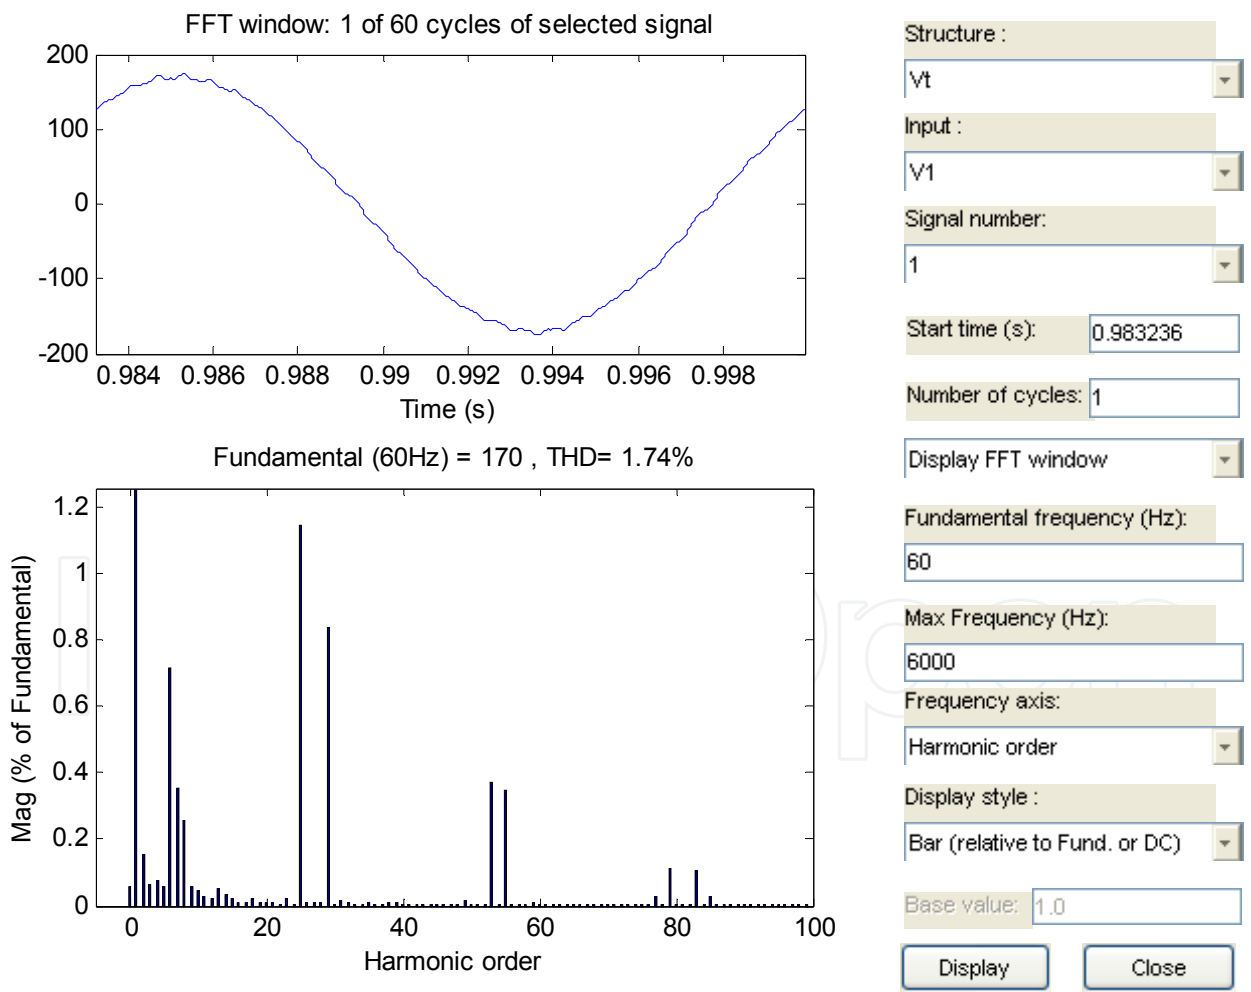 FFT window: 1 of 60 cycles of selected signal
200
100
0
-100
-200
0.984 0.986 0.988 0.99 0.992 0.994 0.996 0.998
Time (s)
Fundamental (60Hz) = 170 , THD= 1.74%
1.2
1
0.8
0.6
0.4
0.2
0
0 20 40 60 80 100
Mag (% of Fundamental)
Harmonic order
Structure :
Vt
Input :
V1
Signal number:
1
Start time (s): 0.983236
Number of cycles: 1
Display FFT window
Fundamental frequency (Hz):
60
Max Frequency (Hz):
6000
Frequency axis:
Harmonic order
Display style :
Bar (relative to Fund. or DC)
Base value: 1.0
Display Close